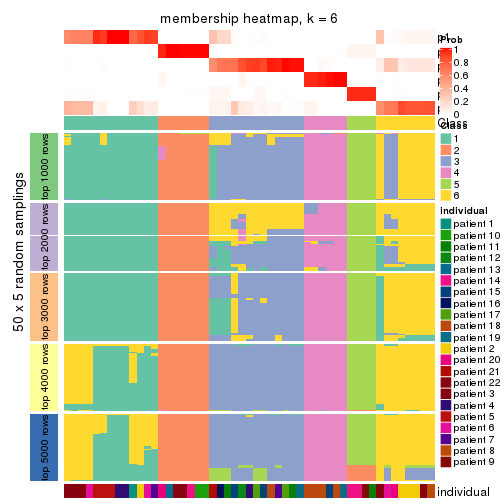 membership heatmap, k = 6
Prob
1
0.8
0.6
0.4
0.2
0
Class
Class
1
2
3
4
5
6
50 x 5 random samplings
top 1000 rows
top 2000 rows
top 3000 rows
top 4000 rows
top 5000 rows
individual
patient 1
patient 10
patient 11
patient 12
patient 13
patient 14
patient 15
patient 16
patient 17
patient 18
patient 19
patient 2
patient 20
patient 21
patient 22
patient 3
patient 4
patient 5
patient 6
patient 7
patient 8
patient 9
individual